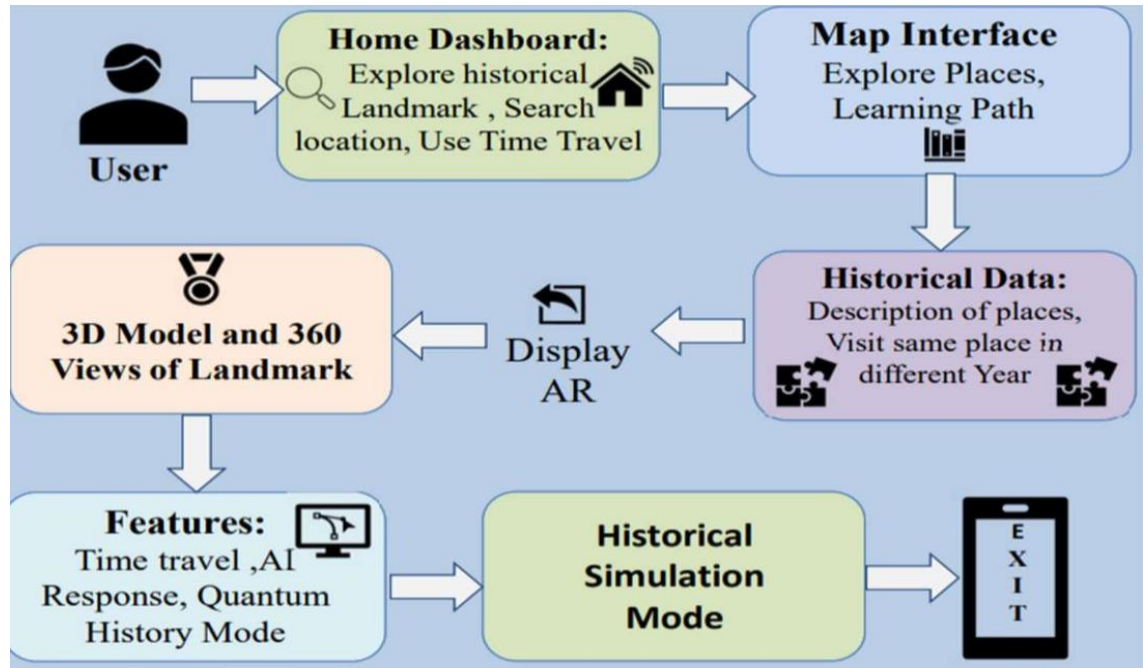 User
Home Dashboard:
Explore historical
Landmark , Search
location, Use Time Travel
Map Interface
Explore Places,
Learning Path
Historical Data:
Description of places,
Visit same place in
different Year
Display
AR
3D Model and 360
Views of Landmark
Features:
Time travel ,AI
Response, Quantum
History Mode
Historical
Simulation
Mode
E
X
I
T